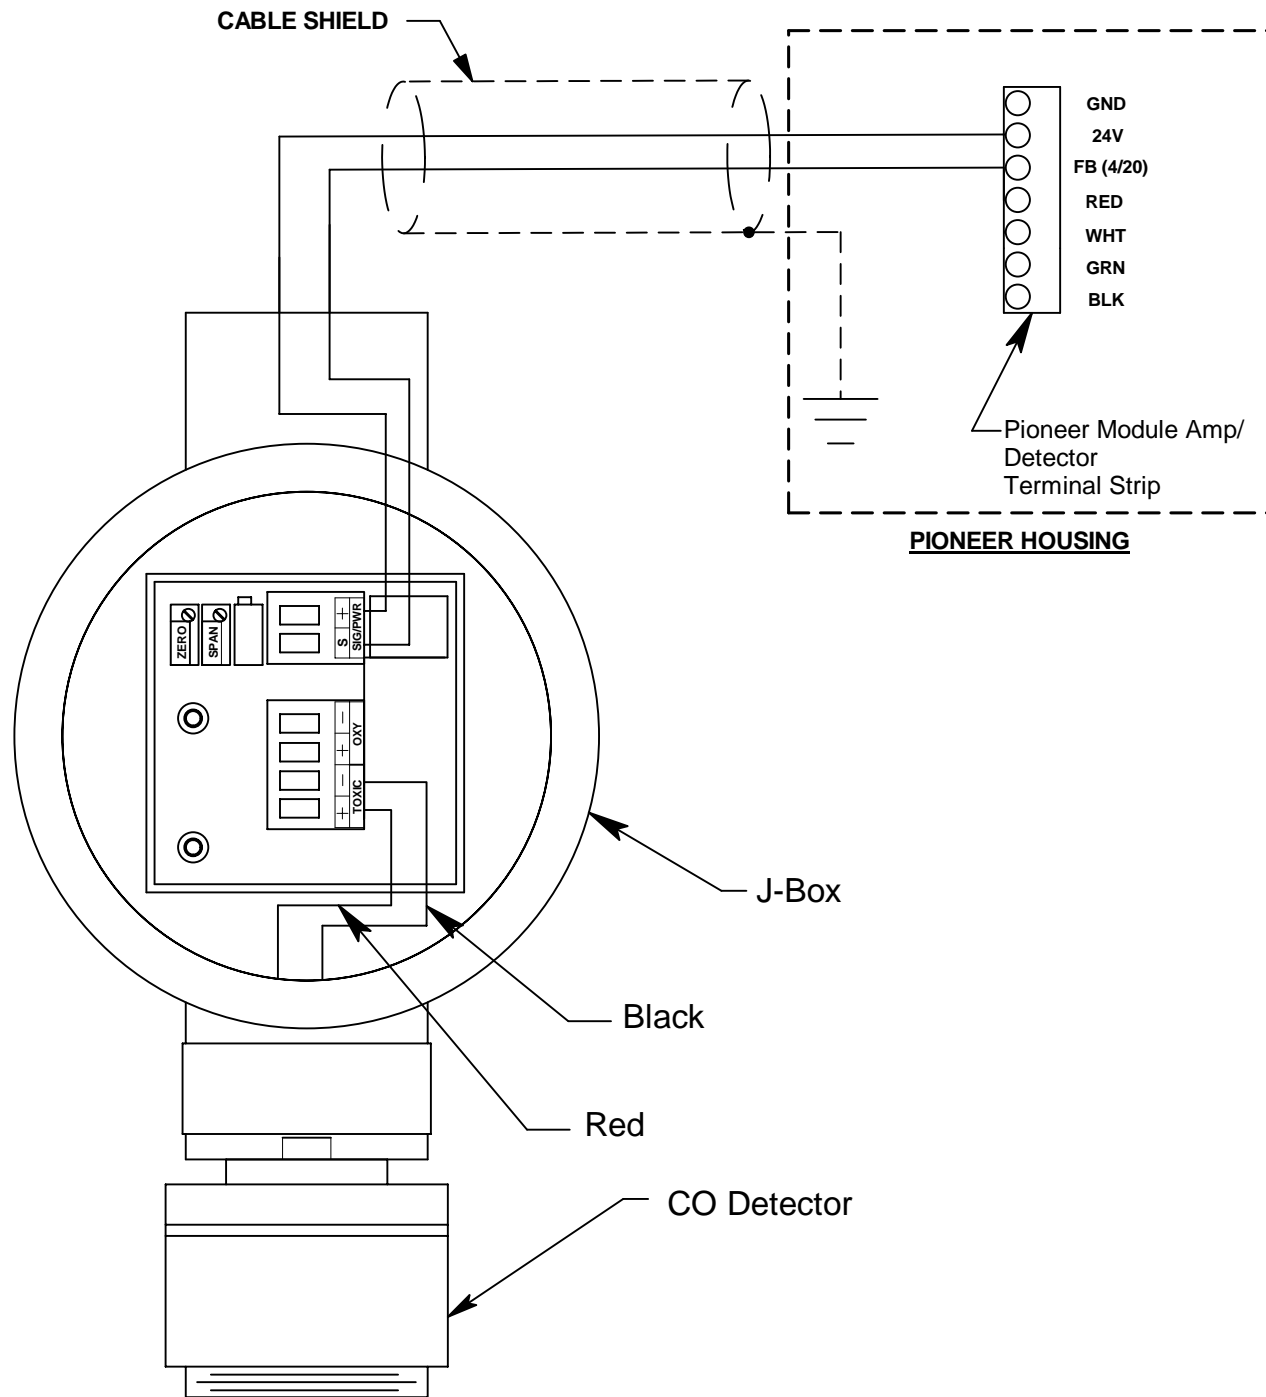 CABLE SHIELD
GND
24V
FB (4/20)
RED
WHT
GRN
BLK
Pioneer Module Amp/
Detector
Terminal Strip
PIONEER HOUSING
ZERO
SPAN
+
S
SIG/PWR
-
+
OXY
-
+
TOXIC
J-Box
Black
Red
CO Detector